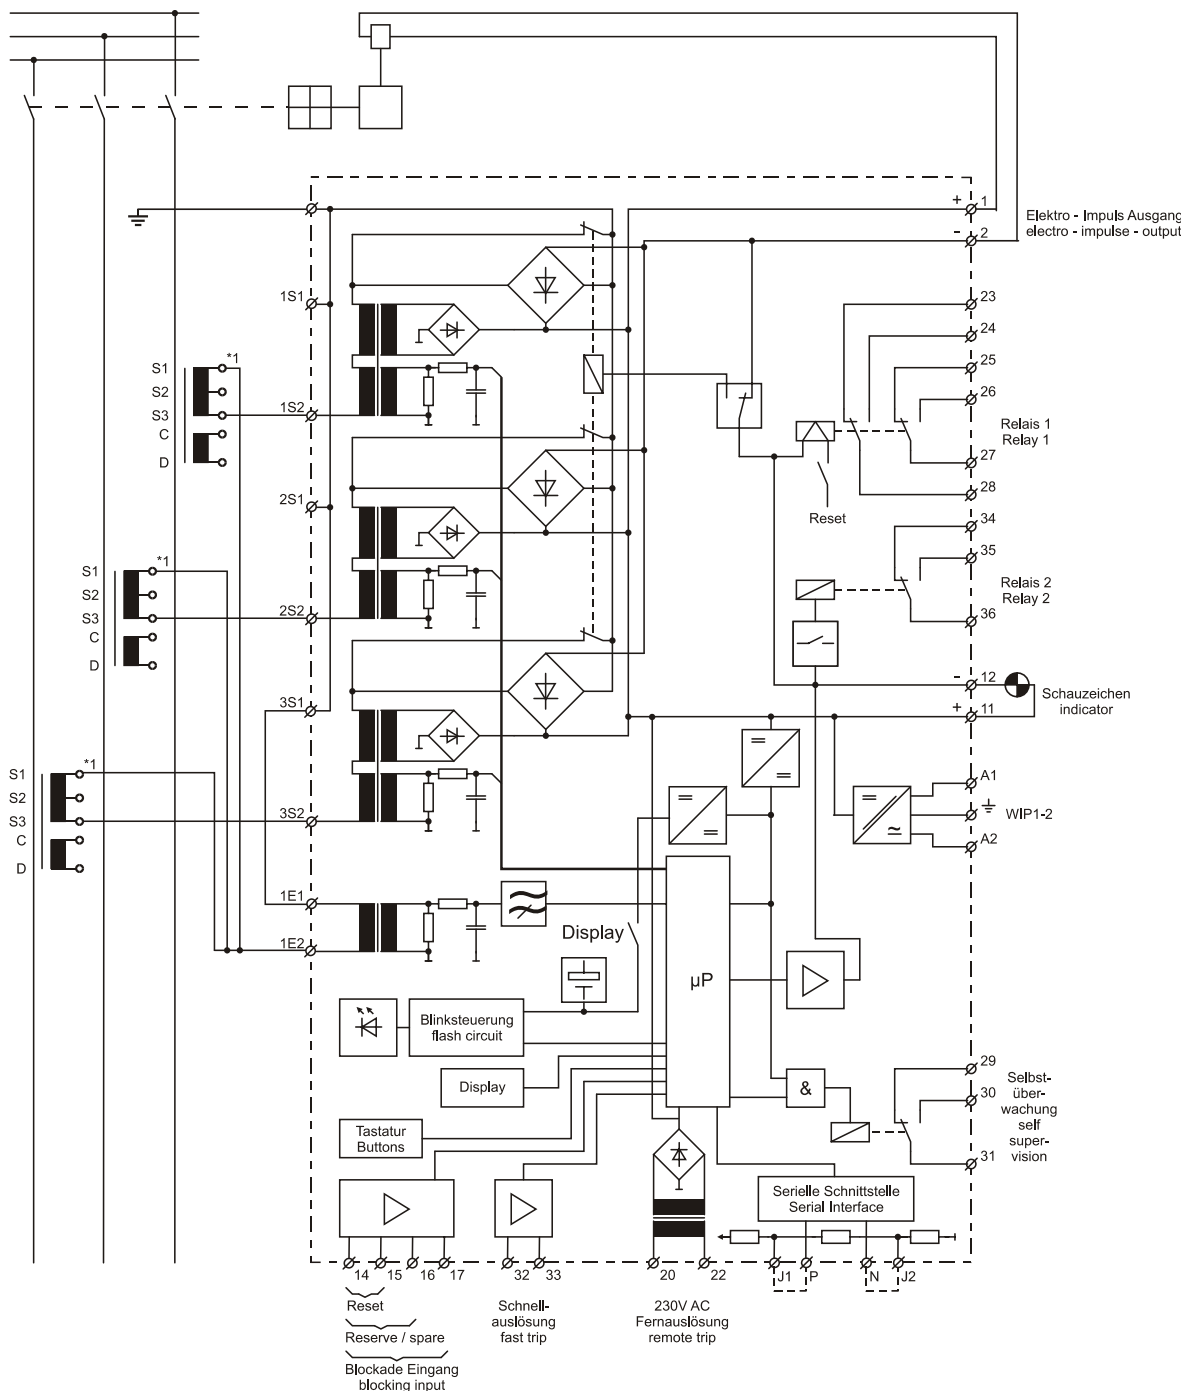 + 1
- 2
Elektro - Impuls Ausgang
electro - impulse - output
1S1
23
24
25
26
S1 *1
S2
S3
1S2
C
D
Relais 1
Relay 1
27
28
2S1
Reset
34
35
S1 *1
S2
S3
2S2
C
D
Relais 2
Relay 2
36
- 12
3S1
Schauzeichen
indicator
+ 11
S1 *1
S2
S3
3S2
C
D
A1
WIP1-2
A2
1E1
1E2
Display
µP
Blinksteuerung
flash circuit
Display
&
29
30
31
Selbst-
über-
wachung
self
super-
vision
Tastatur
Buttons
Serielle Schnittstelle
Serial Interface
14 15 16 17 32 33 20 22 J1 P N J2
Reset
Reserve / spare
Blockade Eingang
blocking input
Schnell-
auslösung
fast trip
230V AC
Fernauslösung
remote trip